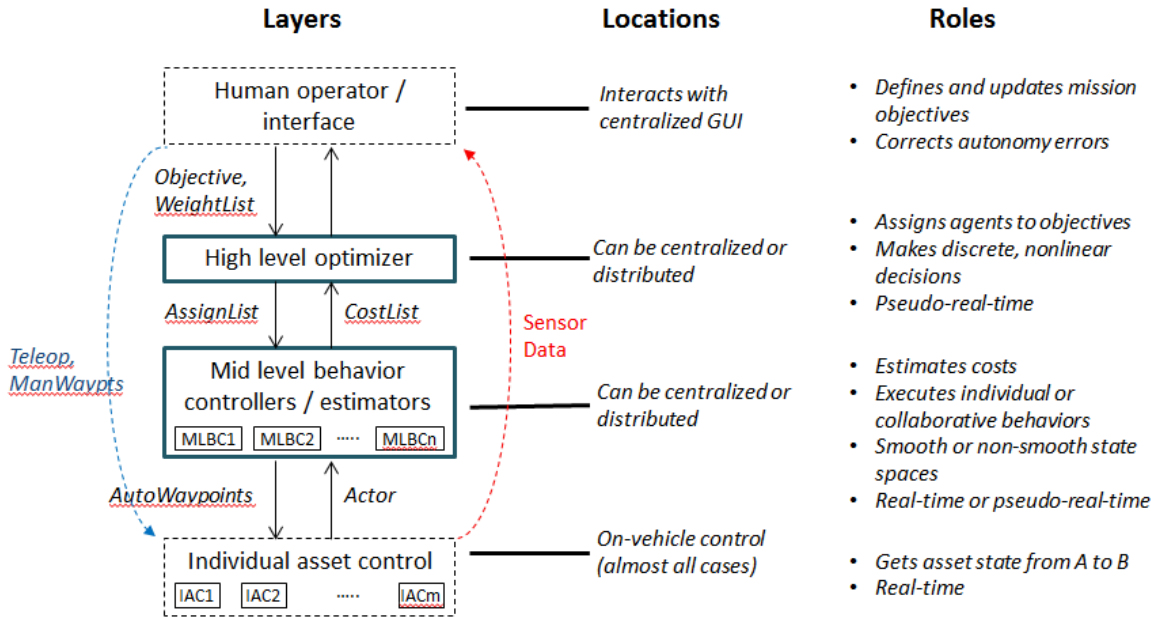 Layers
Locations
Roles
Human operator /
interface
Interacts with
centralized GUI
• Defines and updates mission
objectives
• Corrects autonomy errors
Objective,
WeightList
High level optimizer
Can be centralized or
distributed
• Assigns agents to objectives
• Makes discrete, nonlinear
decisions
• Pseudo-real-time
AssignList
CostList
Sensor
Data
Teleop,
ManWaypts
Mid level behavior
controllers / estimators
MLBC1
MLBC2
.....
MLBCn
Can be centralized or
distributed
• Estimates costs
• Executes individual or
collaborative behaviors
• Smooth or non-smooth state
spaces
• Real-time or pseudo-real-time
AutoWaypoints
Actor
Individual asset control
IAC1
IAC2
.....
IACm
On-vehicle control
(almost all cases)
• Gets asset state from A to B
• Real-time